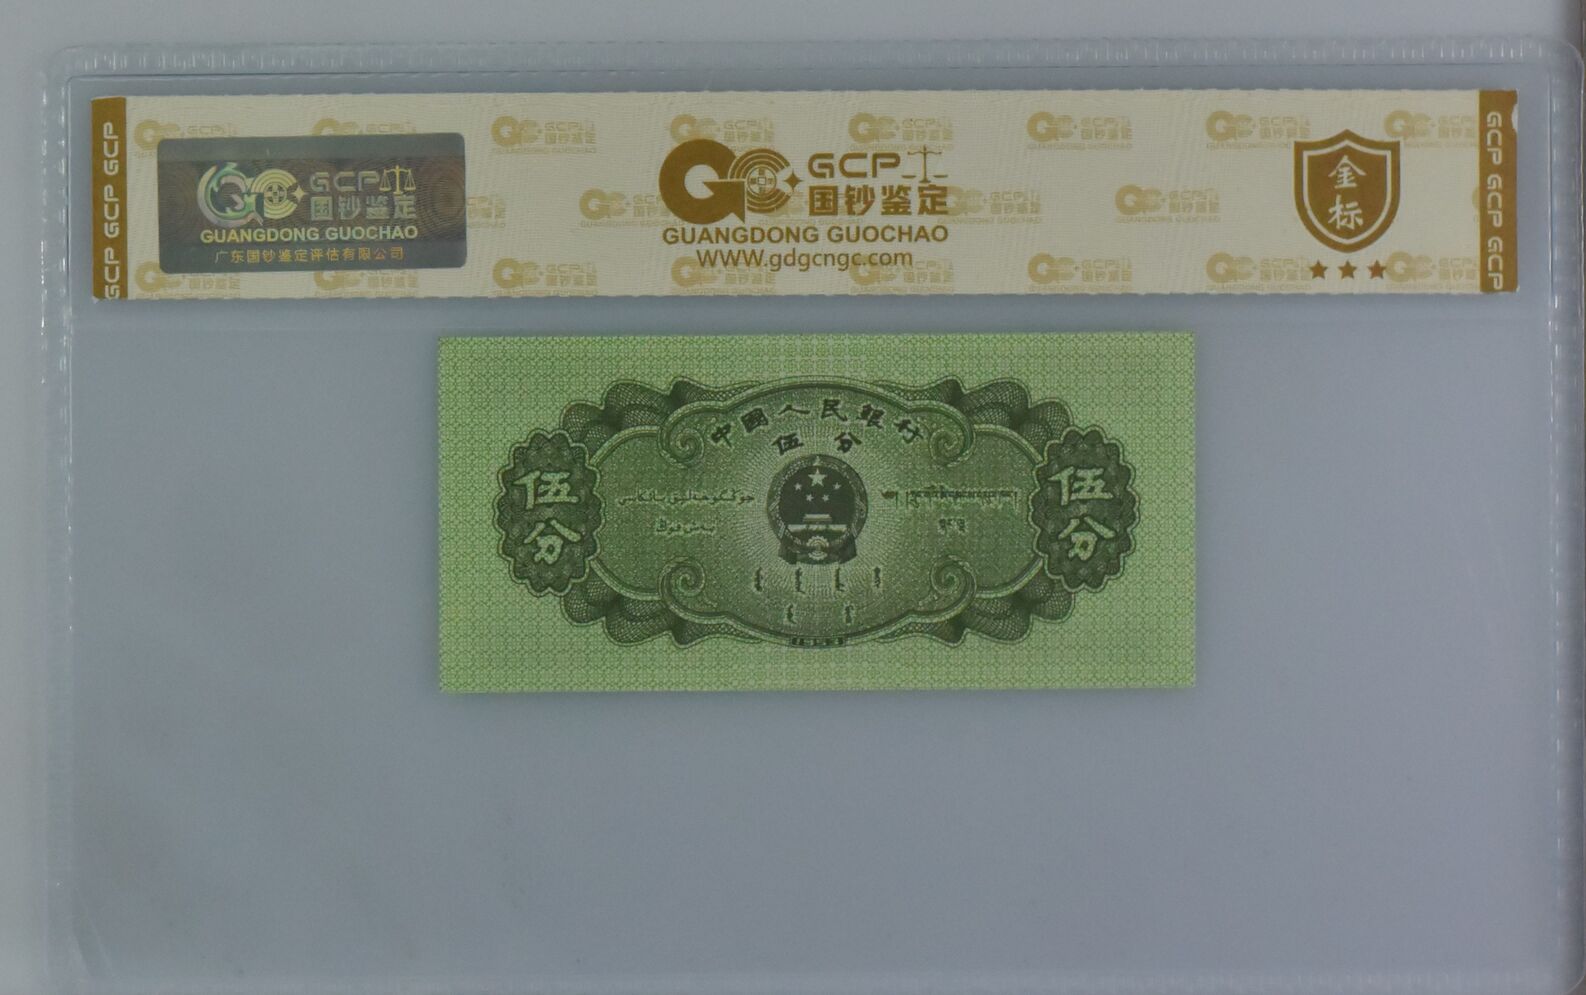 GCP GCP GCP
GCP
国钞鉴定
GUANGDONG GUOCHAO
广东国钞鉴定评估有限公司
GCP
国钞鉴定
GUANGDONG GUOCHAO
WWW.gdgcngc.com
金
标
GCP GCP GCP
中國人民銀行
伍分
伍分
伍分
1953